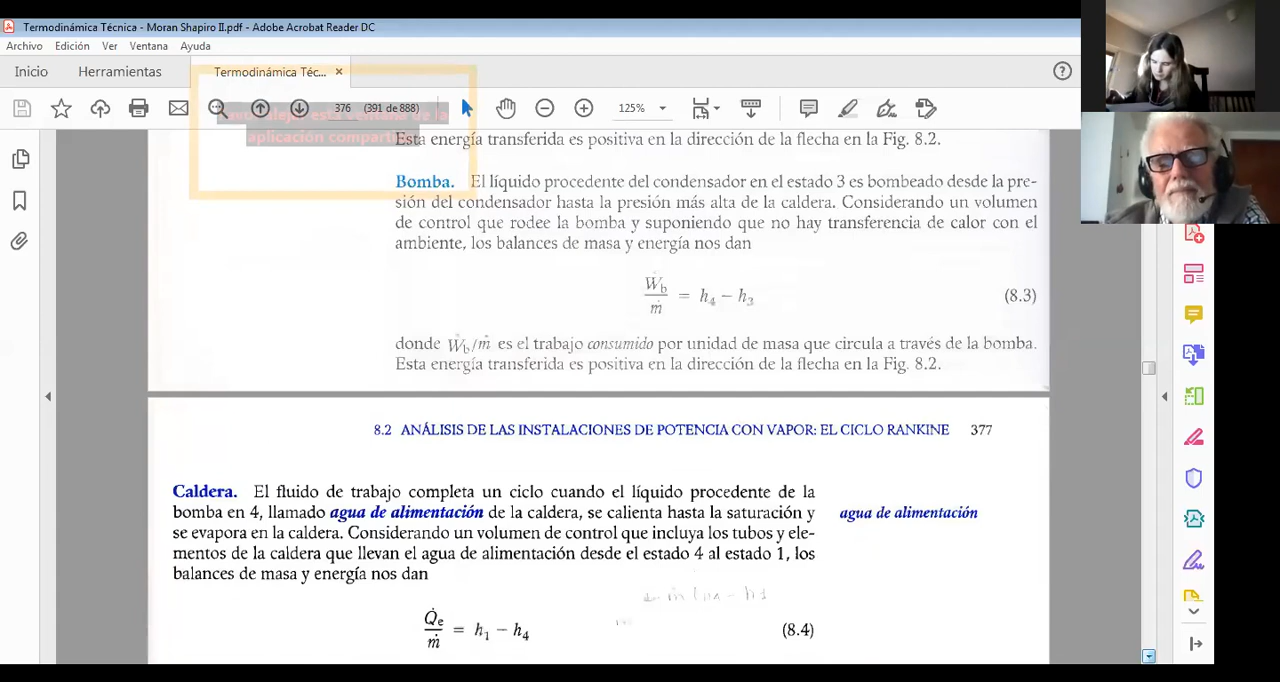 Termodinámica Técnica - Moran Shapiro II.pdf - Adobe Acrobat Reader DC
Archivo Edición Ver Ventana Ayuda
Inicio Herramientas Termodinámica Téc... ×
376 (391 de 888) 125%
esta ventana de la
aplicación
Esta energía transferida es positiva en la dirección de la flecha en la Fig. 8.2.
Bomba. El líquido procedente del condensador en el estado 3 es bombeado desde la pre-
sión del condensador hasta la presión más alta de la caldera. Considerando un volumen
de control que rodee la bomba y suponiendo que no hay transferencia de calor con el
ambiente, los balances de masa y energía nos dan
Ẇb/ṁ = h4 − h3 (8.3)
donde Ẇb/ṁ es el trabajo consumido por unidad de masa que circula a través de la bomba.
Esta energía transferida es positiva en la dirección de la flecha en la Fig. 8.2.
8.2 ANÁLISIS DE LAS INSTALACIONES DE POTENCIA CON VAPOR: EL CICLO RANKINE 377
Caldera. El fluido de trabajo completa un ciclo cuando el líquido procedente de la
bomba en 4, llamado agua de alimentación de la caldera, se calienta hasta la saturación y
agua de alimentación
se evapora en la caldera. Considerando un volumen de control que incluya los tubos y ele-
mentos de la caldera que llevan el agua de alimentación desde el estado 4 al estado 1, los
balances de masa y energía nos dan
Q̇e/ṁ = h1 − h4 (8.4)